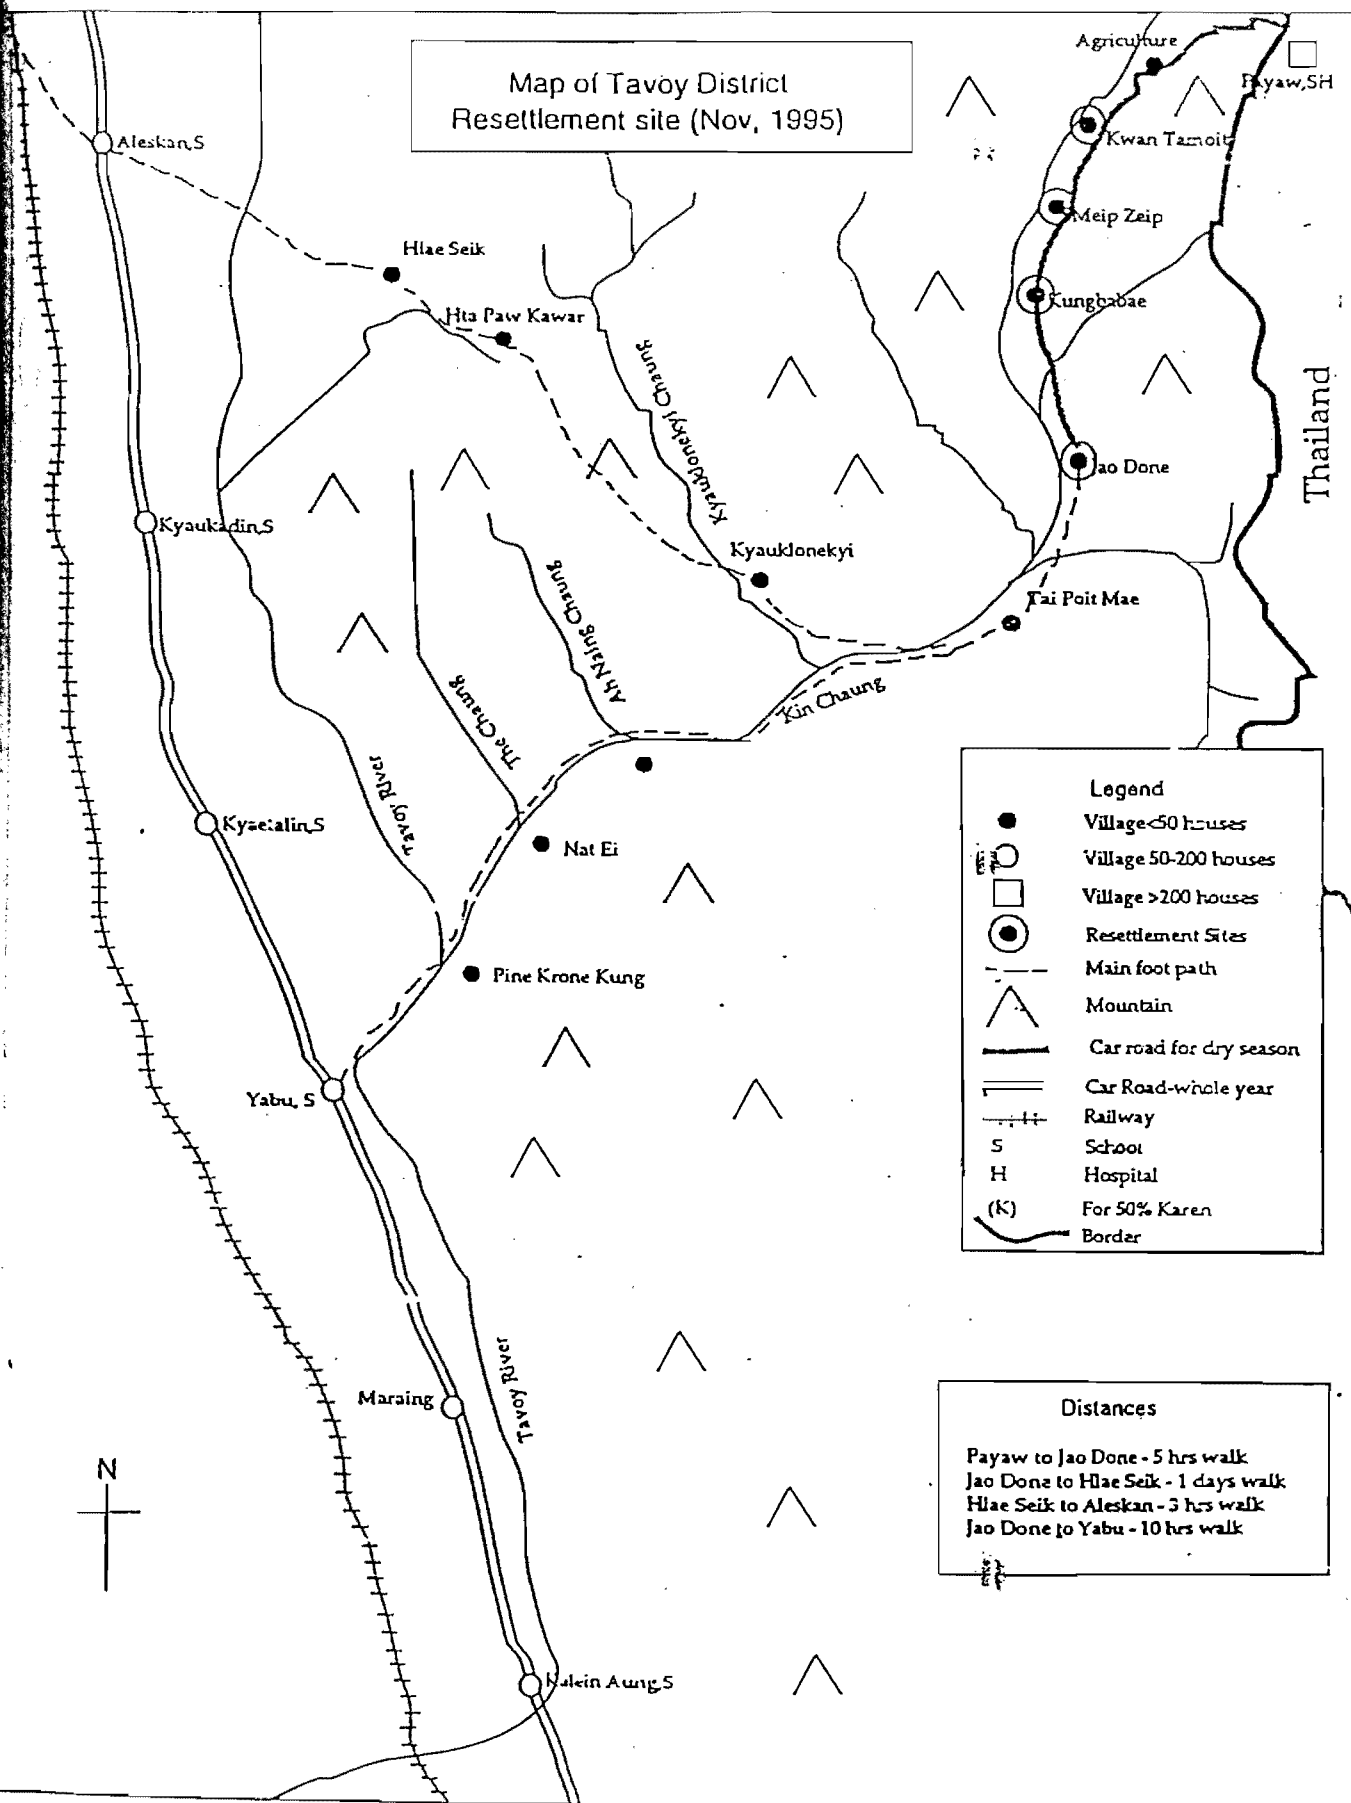 Map of Tavoy District
Resettlement site (Nov, 1995)
Agriculture
Payaw,SH
Aleskan,S
Kwan Tamoit
Meip Zeip
Hlae Seik
Kungbabae
Hta Paw Kawar
Kyauklonekyi Chaung
Thailand
Jao Done
Kyaukadin,S
Kyauklonekyi
Ah Naing Chaung
Tai Poit Mae
The Chaung
Kin Chaung
Tavoy River
Kyaetalin,S
Nat Ei
Pine Krone Kung
Yabu, S
Maraing
Tavoy River
Kalein Aung,S
N
Legend
Village<50 houses
Village 50-200 houses
Village >200 houses
Resettlement Sites
Main foot path
Mountain
Car road for dry season
Car Road-whole year
Railway
S School
H Hospital
(K) For 50% Karen
Border
Distances
Payaw to Jao Done - 5 hrs walk
Jao Done to Hlae Seik - 1 days walk
Hlae Seik to Aleskan - 3 hrs walk
Jao Done to Yabu - 10 hrs walk